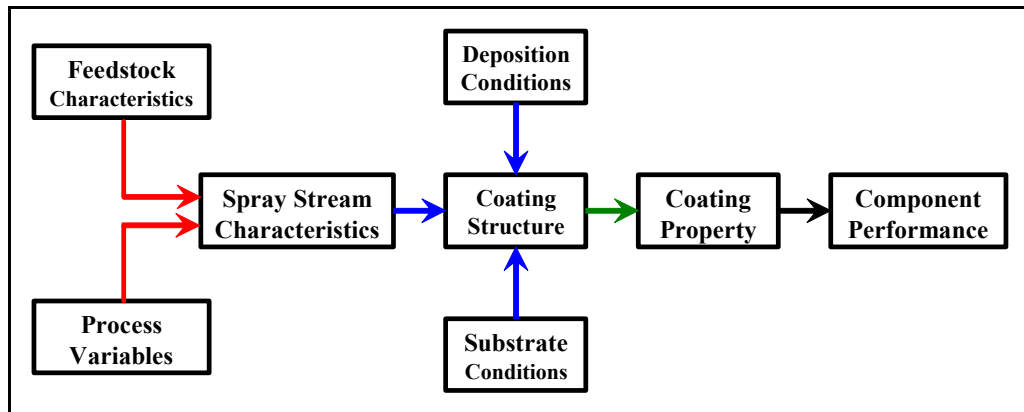 Feedstock
Characteristics
Deposition
Conditions
Spray Stream
Characteristics
Coating
Structure
Coating
Property
Component
Performance
Process
Variables
Substrate
Conditions